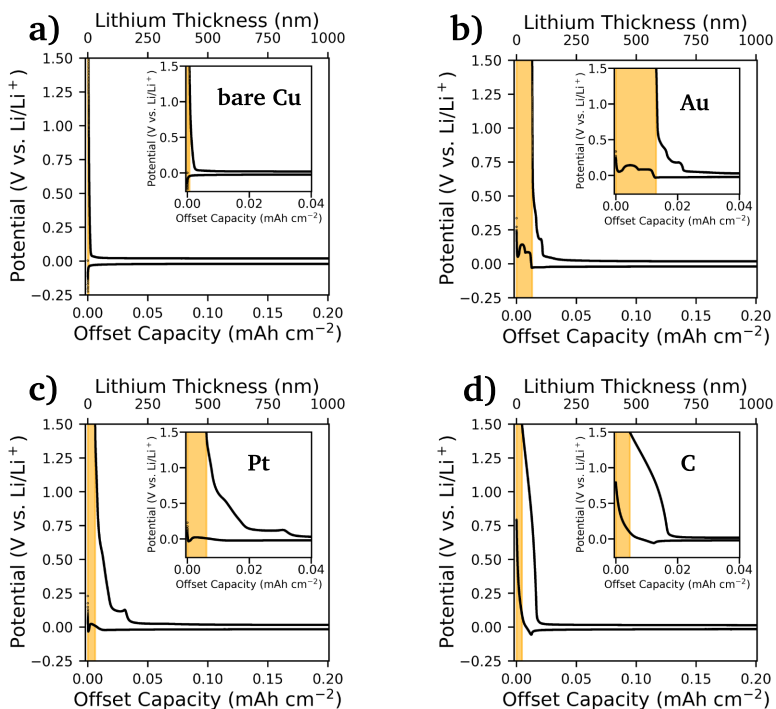 a)
Lithium Thickness (nm)
0 250 500 750 1000
Potential (V vs. Li/Li+)
1.50
1.25
1.00
0.75
0.50
0.25
0.00
−0.25
0.00 0.05 0.10 0.15 0.20
Offset Capacity (mAh cm−2)
bare Cu
Potential (V vs. Li/Li+)
1.5
1.0
0.5
0.0
0.00 0.02 0.04
Offset Capacity (mAh cm−2)
b)
Lithium Thickness (nm)
0 250 500 750 1000
Potential (V vs. Li/Li+)
1.50
1.25
1.00
0.75
0.50
0.25
0.00
−0.25
0.00 0.05 0.10 0.15 0.20
Offset Capacity (mAh cm−2)
Au
Potential (V vs. Li/Li+)
1.5
1.0
0.5
0.0
0.00 0.02 0.04
Offset Capacity (mAh cm−2)
c)
Lithium Thickness (nm)
0 250 500 750 1000
Potential (V vs. Li/Li+)
1.50
1.25
1.00
0.75
0.50
0.25
0.00
−0.25
0.00 0.05 0.10 0.15 0.20
Offset Capacity (mAh cm−2)
Pt
Potential (V vs. Li/Li+)
1.5
1.0
0.5
0.0
0.00 0.02 0.04
Offset Capacity (mAh cm−2)
d)
Lithium Thickness (nm)
0 250 500 750 1000
Potential (V vs. Li/Li+)
1.50
1.25
1.00
0.75
0.50
0.25
0.00
−0.25
0.00 0.05 0.10 0.15 0.20
Offset Capacity (mAh cm−2)
C
Potential (V vs. Li/Li+)
1.5
1.0
0.5
0.0
0.00 0.02 0.04
Offset Capacity (mAh cm−2)